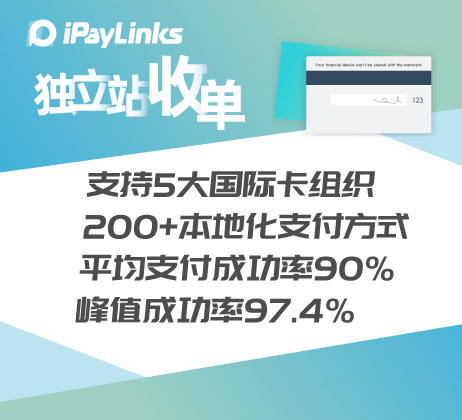 iPayLinks
独立站收单
Your financial details won't be shared with the merchant
123
支持5大国际卡组织
200+本地化支付方式
平均支付成功率90%
峰值成功率97.4%